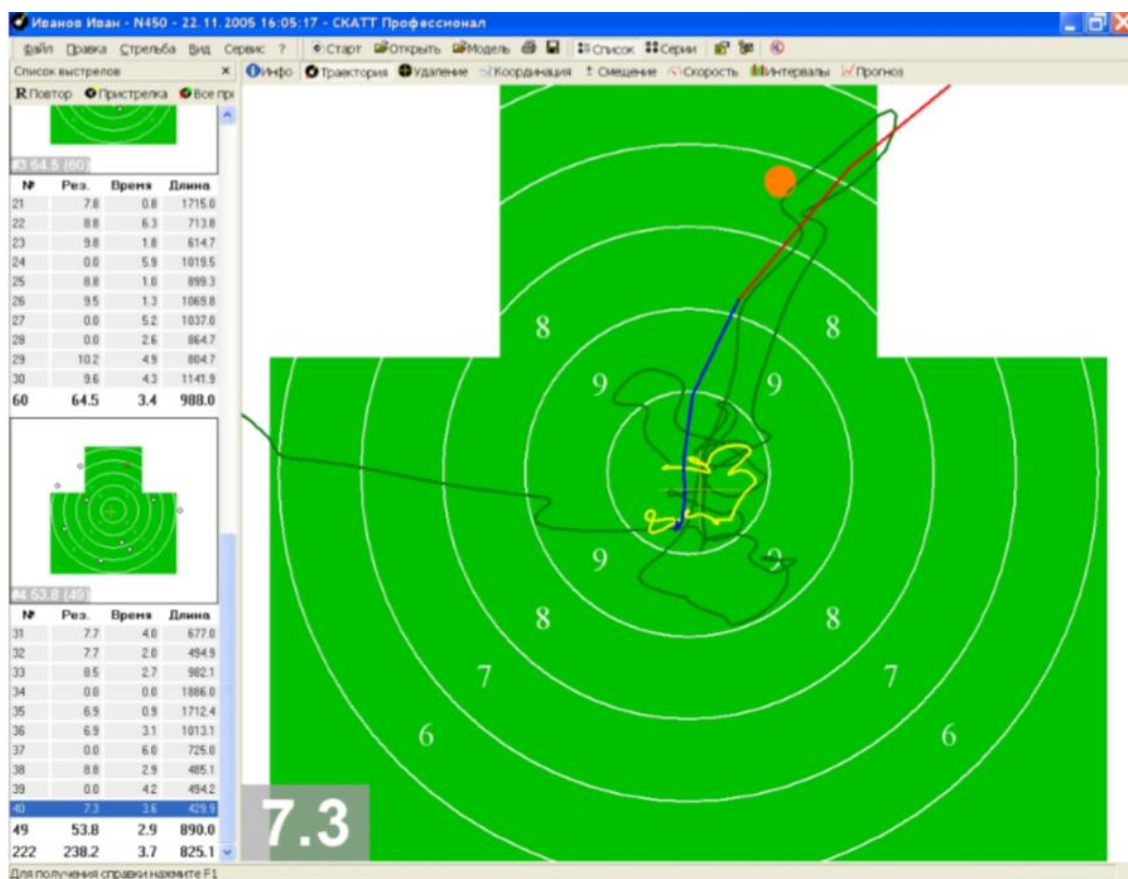 Иванов Иван - N450 - 22.11.2005 16:05:17 - СКАТТ Профессионал
Файл Правка Стрельба Вид Сервис ? Старт Открыть Модель Список Серии
Список выстрелов x Инфо Траектория Удаление Координация Смещение Скорость Интервалы Прогноз
R Повтор Пристрелка Все пр
#3 64.5 (60)
№ Рез. Время Длина
21 7.8 0.8 1715.0
22 8.8 6.3 713.8
23 9.8 1.8 614.7
24 0.0 5.9 1019.5
25 8.8 1.0 899.3
26 9.5 1.3 1069.8
27 0.0 5.2 1037.0
28 0.0 2.6 864.7
29 10.2 4.9 804.7
30 9.6 4.3 1141.9
60 64.5 3.4 988.0
#4 53.8 (49)
№ Рез. Время Длина
31 7.7 4.0 677.0
32 7.7 2.0 494.9
33 8.5 2.7 982.1
34 0.0 0.0 1886.0
35 6.9 0.9 1712.4
36 6.9 3.1 1013.1
37 0.0 6.0 725.0
38 8.8 2.9 485.1
39 0.0 4.2 494.2
40 7.3 3.6 429.9
49 53.8 2.9 890.0
222 238.2 3.7 825.1
8 8
9 9
9 9
8 8
7 7
6 6
7.3
Для получения справки нажмите F1